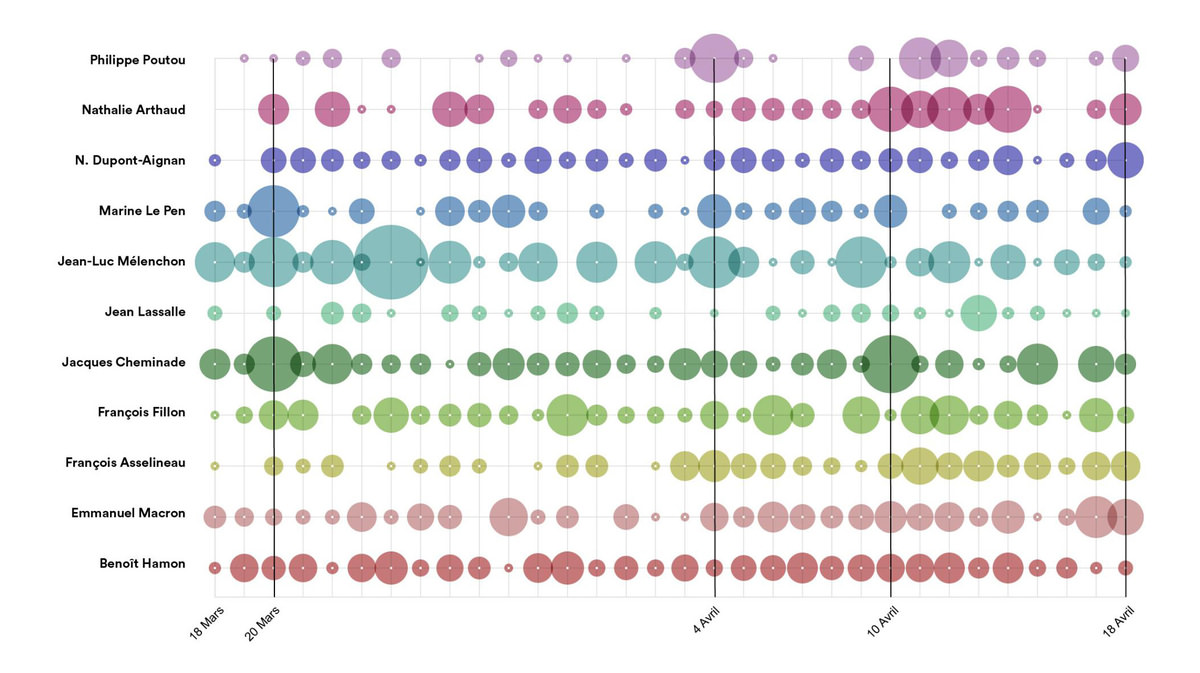 Philippe Poutou
Nathalie Arthaud
N. Dupont-Aignan
Marine Le Pen
Jean-Luc Mélenchon
Jean Lassalle
Jacques Cheminade
François Fillon
François Asselineau
Emmanuel Macron
Benoît Hamon
18 Mars
20 Mars
4 Avril
10 Avril
18 Avril